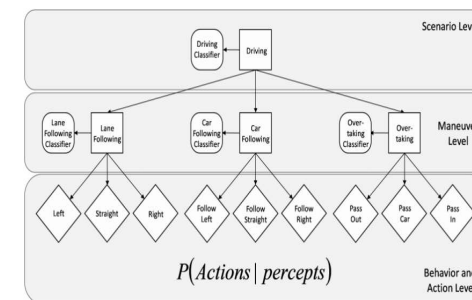 Scenario Leve
Driving
Classifier
Driving
Lane
Following
Classifier
Lane
Following
Car
Following
Classifier
Car
Following
Over-
taking
Classifier
Over-
taking
Maneuve
Level
Left
Straight
Right
Follow
Left
Follow
Straight
Follow
Right
Pass
Out
Pass
Car
Pass
In
P(Actions | percepts)
Behavior and
Action Level